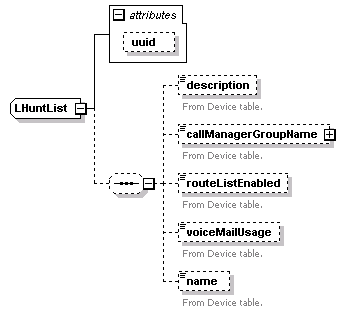 attributes
uuid
LHuntList
description
From Device table.
callManagerGroupName
From Device table.
routeListEnabled
From Device table.
voiceMailUsage
From Device table.
name
From Device table.